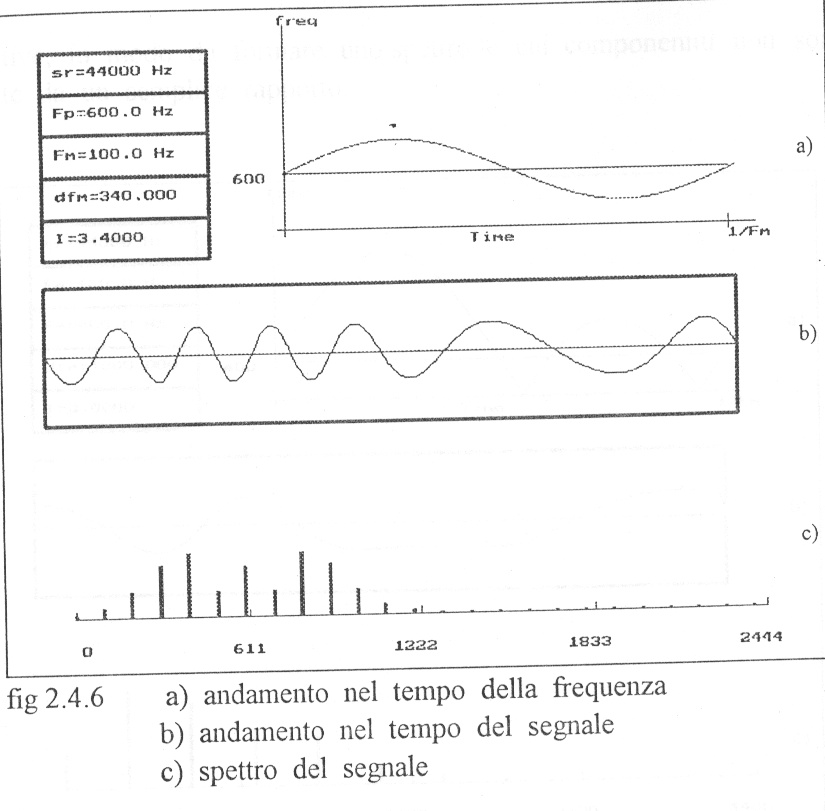 freq
sr=44000 Hz
Fp=600.0 Hz
Fm=100.0 Hz
dfm=340.000
I=3.4000
a)
600
Time
1/Fm
b)
c)
0
611
1222
1833
2444
fig 2.4.6
a) andamento nel tempo della frequenza
b) andamento nel tempo del segnale
c) spettro del segnale